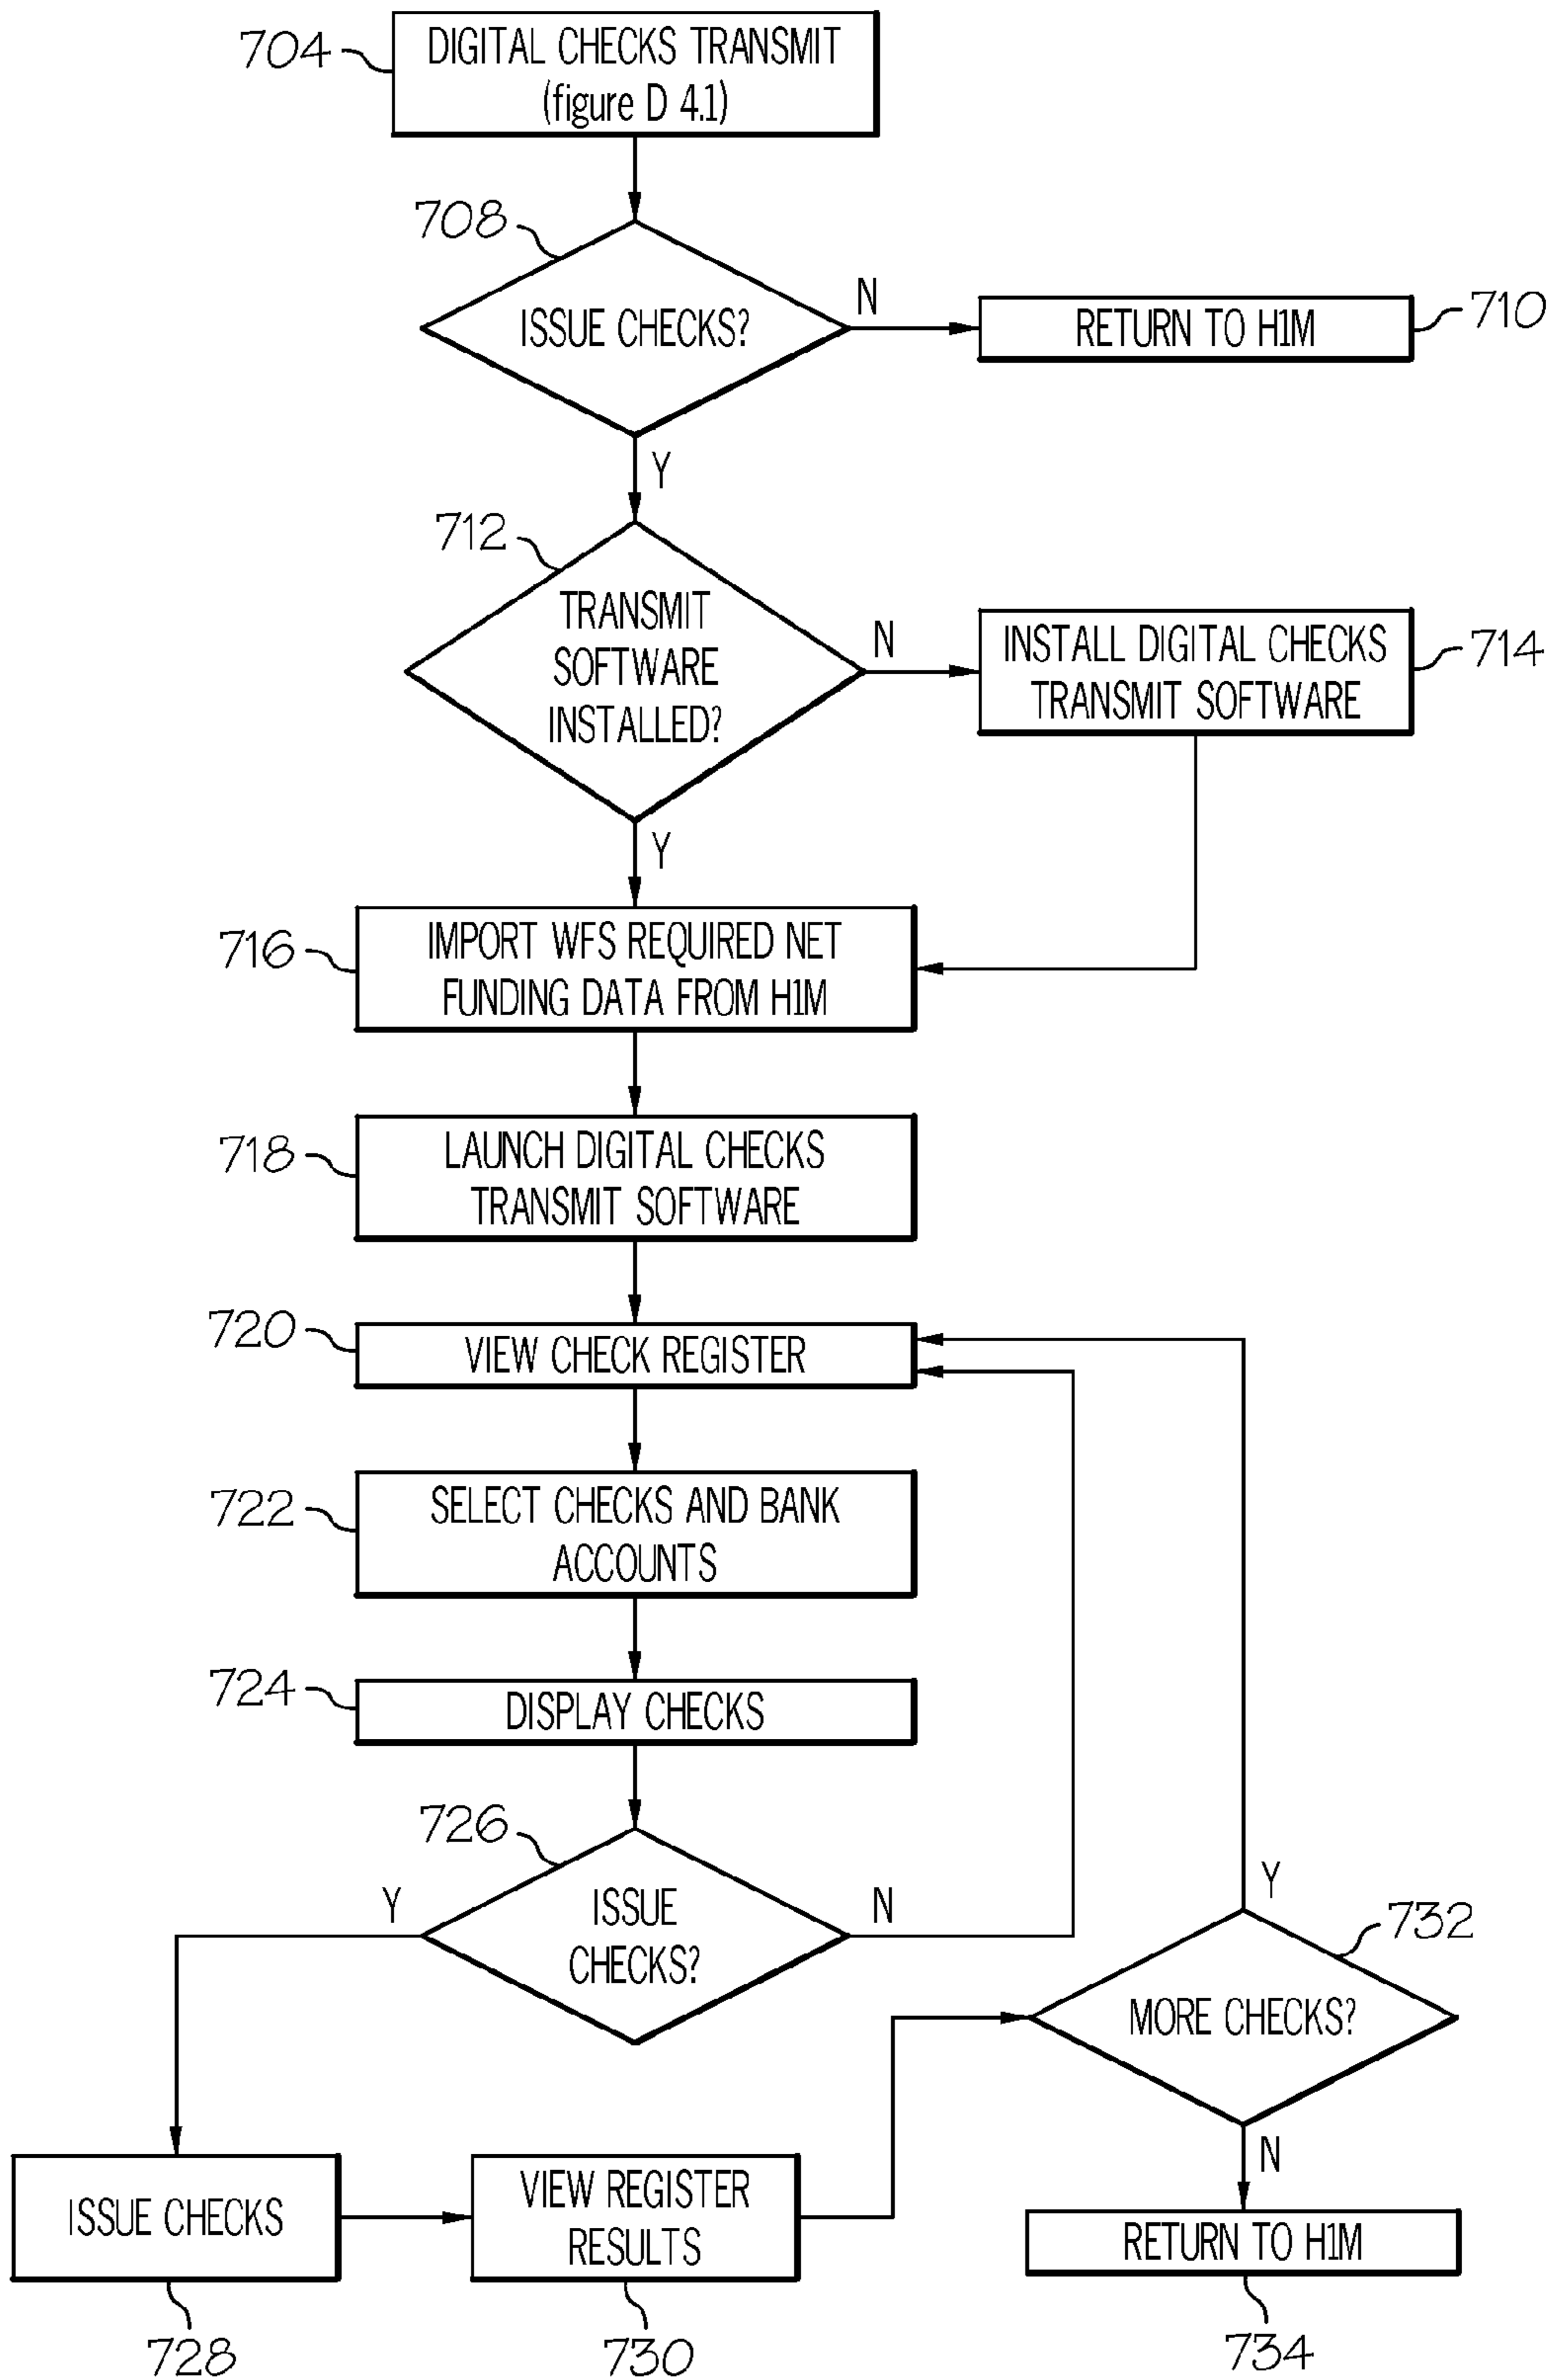 704
DIGITAL CHECKS TRANSMIT
(figure D 4.1)
708
ISSUE CHECKS?
N
RETURN TO H1M
710
Y
712
TRANSMIT
SOFTWARE
INSTALLED?
N
INSTALL DIGITAL CHECKS
TRANSMIT SOFTWARE
714
Y
716
IMPORT WFS REQUIRED NET
FUNDING DATA FROM H1M
718
LAUNCH DIGITAL CHECKS
TRANSMIT SOFTWARE
720
VIEW CHECK REGISTER
722
SELECT CHECKS AND BANK
ACCOUNTS
724
DISPLAY CHECKS
726
Y
ISSUE
CHECKS?
N
Y
732
MORE CHECKS?
N
ISSUE CHECKS
VIEW REGISTER
RESULTS
RETURN TO H1M
728
730
734